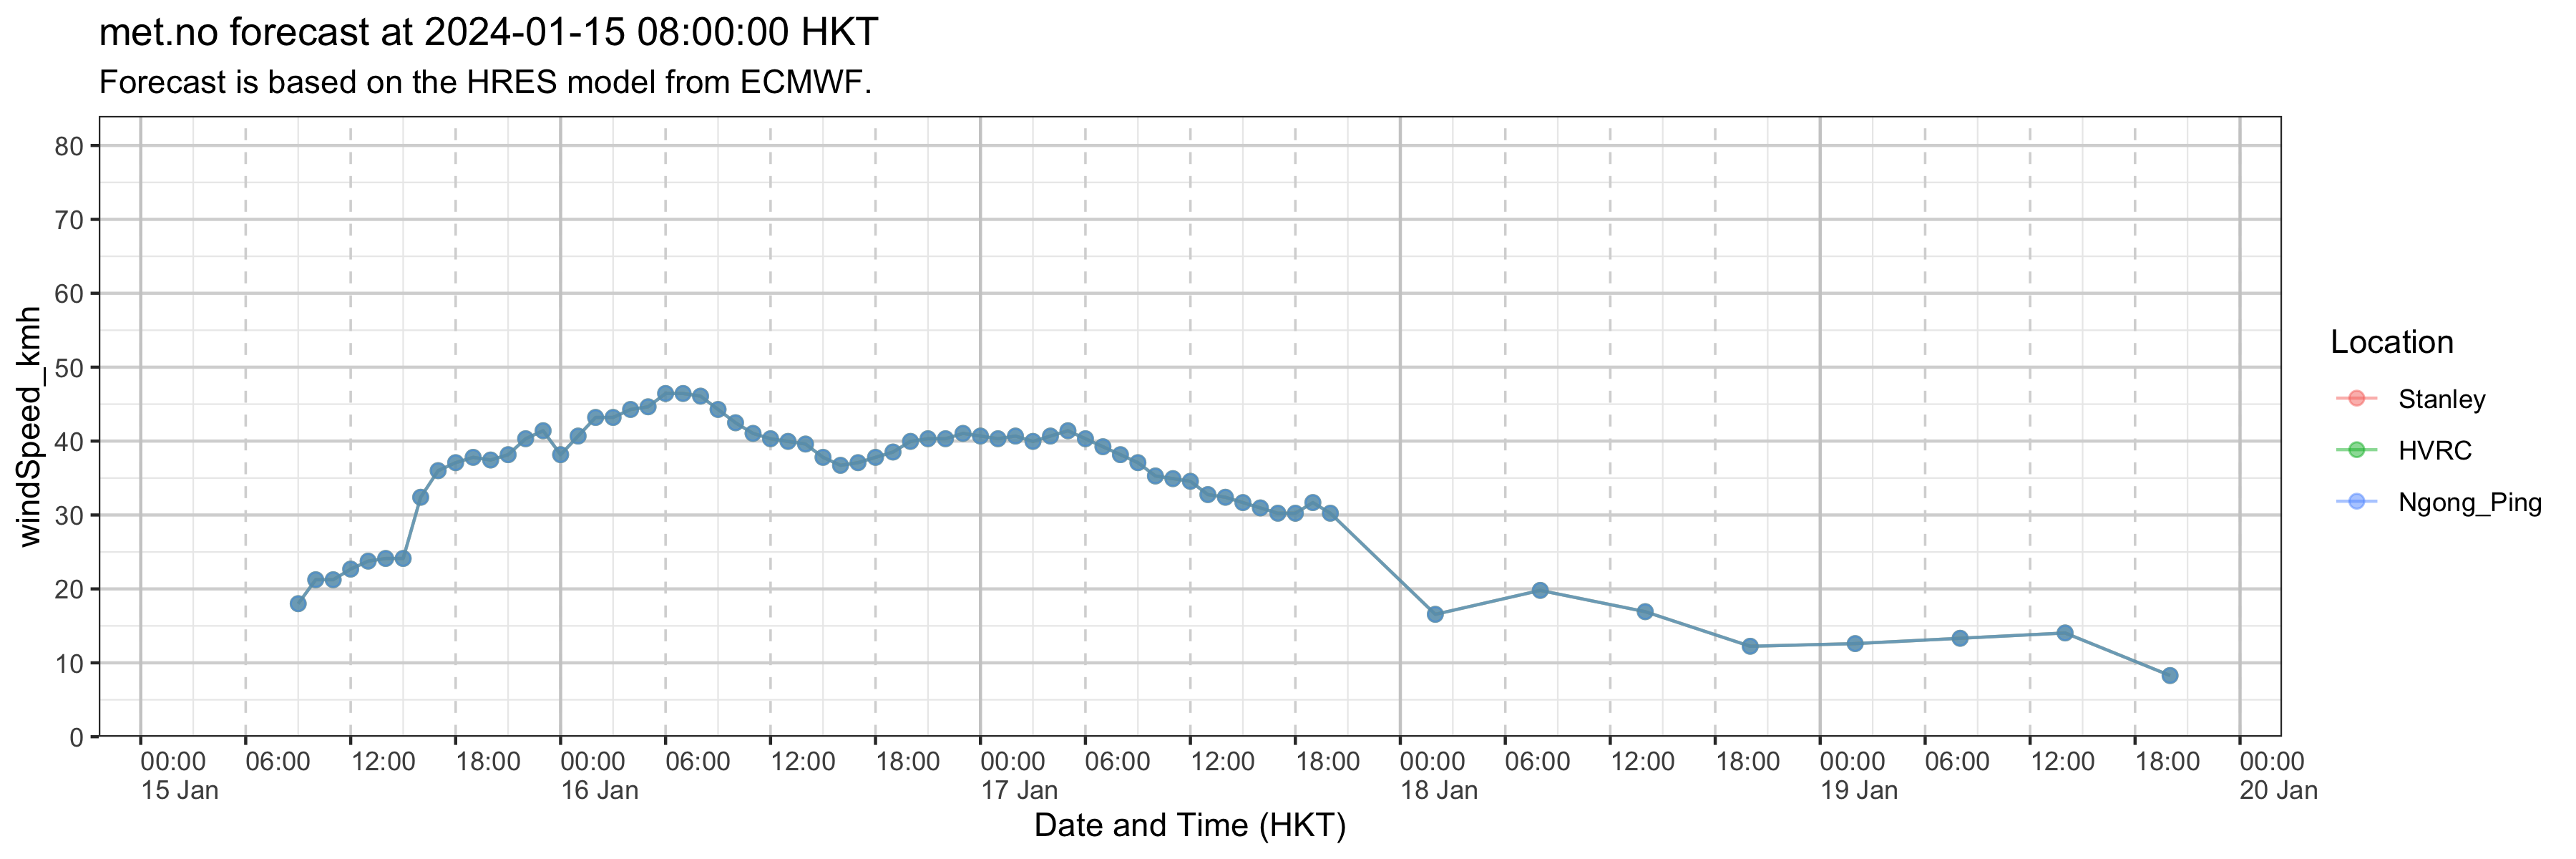 met.no forecast at 2024-01-15 08:00:00 HKT
Forecast is based on the HRES model from ECMWF.
windSpeed_kmh
80
70
60
50
40
30
20
10
0
00:00 06:00 12:00 18:00 00:00 06:00 12:00 18:00 00:00 06:00 12:00 18:00 00:00 06:00 12:00 18:00 00:00 06:00 12:00 18:00 00:00
15 Jan 16 Jan 17 Jan 18 Jan 19 Jan 20 Jan
Date and Time (HKT)
Location
Stanley
HVRC
Ngong_Ping